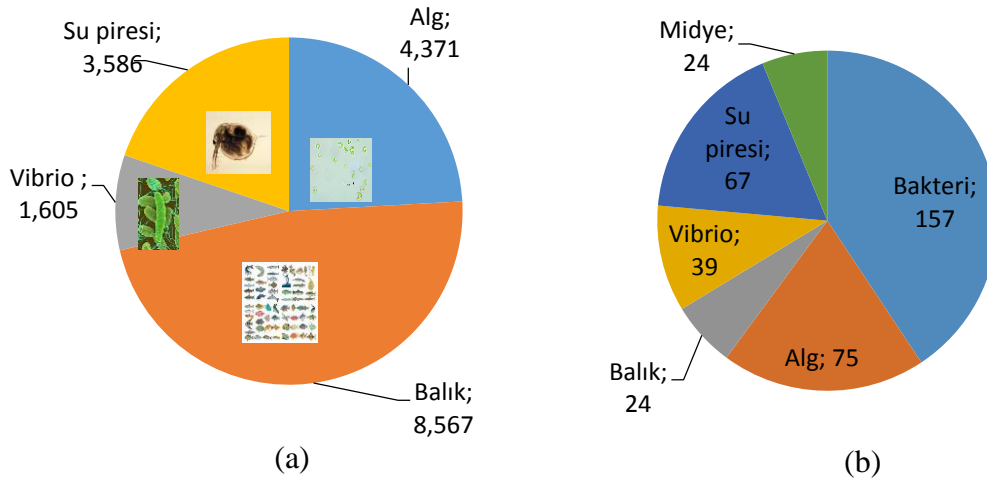 Su piresi;
3,586
Alg;
4,371
Vibrio ;
1,605
Balık;
8,567
(a)
Midye;
24
Su
piresi;
67
Bakteri;
157
Vibrio;
39
Balık;
24
Alg; 75
(b)